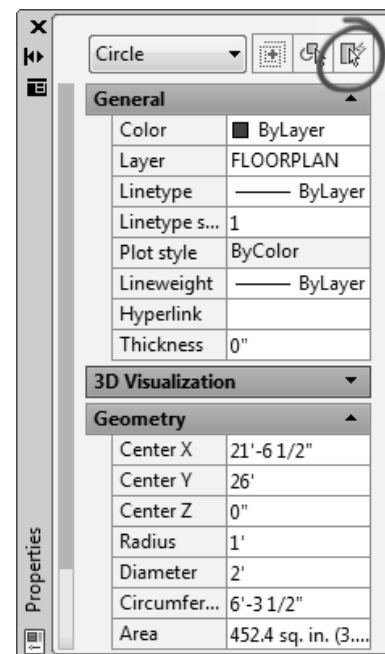 Circle
General
Color ByLayer
Layer FLOORPLAN
Linetype ByLayer
Linetype s... 1
Plot style ByColor
Lineweight ByLayer
Hyperlink
Thickness 0"
3D Visualization
Geometry
Center X 21'-6 1/2"
Center Y 26'
Center Z 0"
Radius 1'
Diameter 2'
Circumfer... 6'-3 1/2"
Area 452.4 sq. in. (3....
Properties